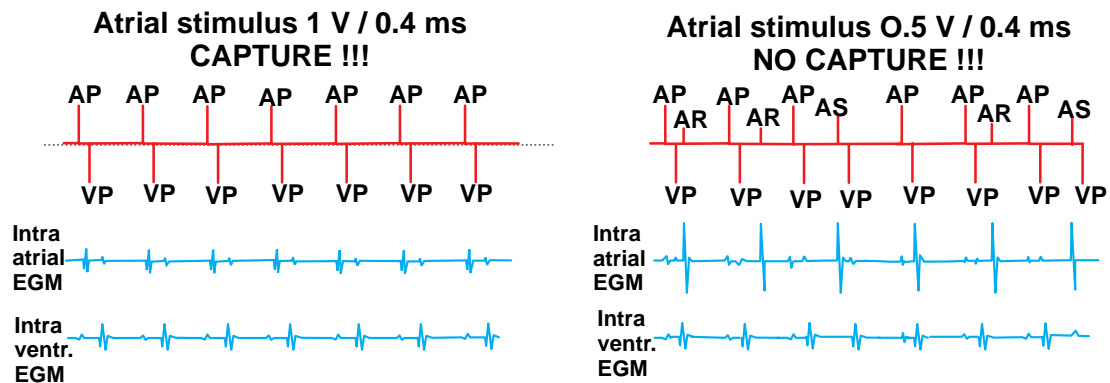 Atrial stimulus 1 V / 0.4 ms
CAPTURE !!!
AP AP AP AP AP AP AP
VP VP VP VP VP VP VP
Intra
atrial
EGM
Intra
ventr.
EGM
Atrial stimulus O.5 V / 0.4 ms
NO CAPTURE !!!
AP AP AP AP AP AP
AR AR AS AR AS
VP VP VP VP VP VP VP VP
Intra
atrial
EGM
Intra
ventr.
EGM